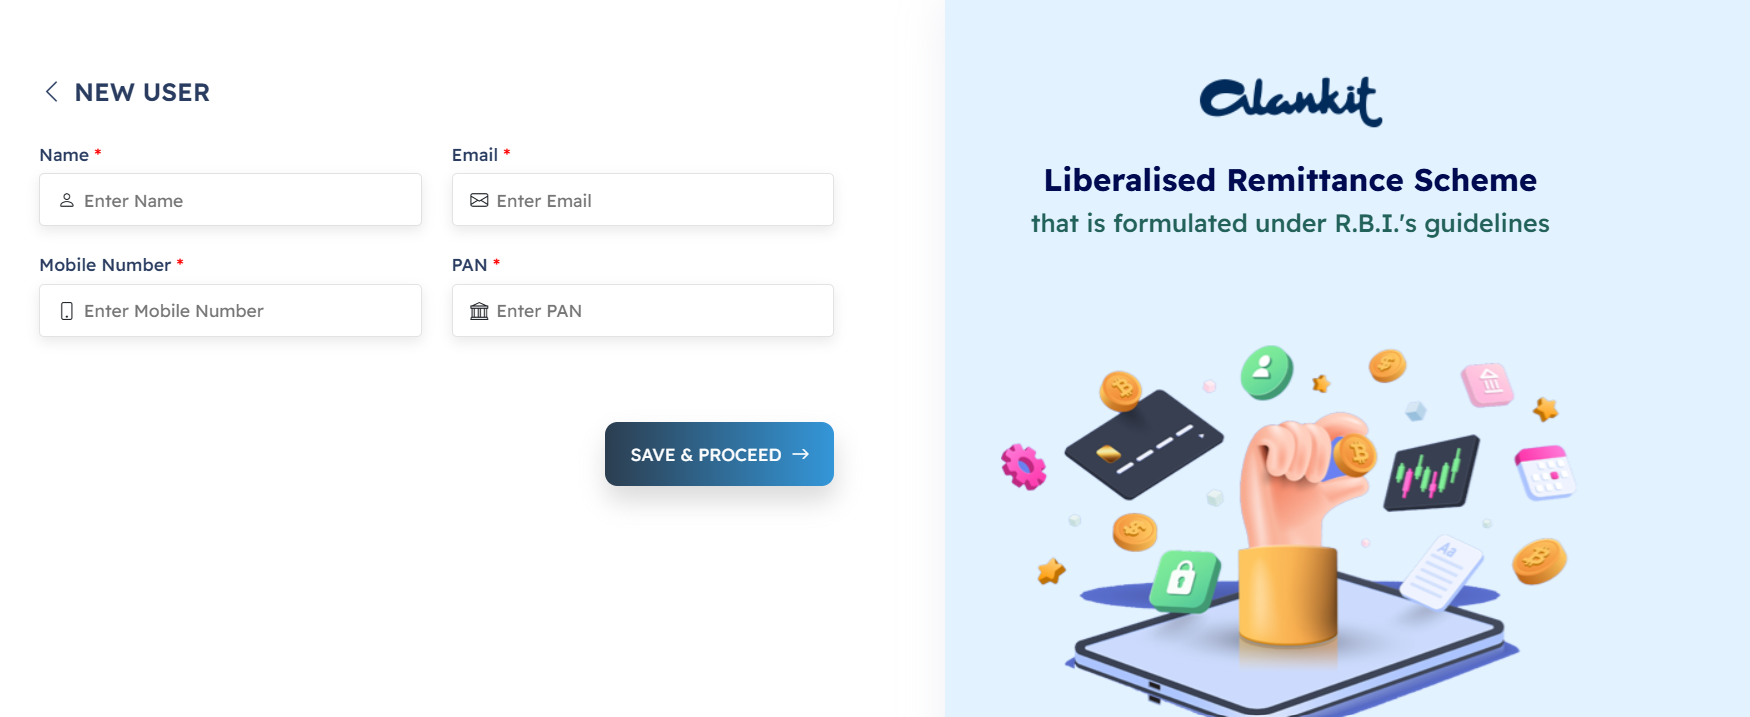 NEW USER
Name *
Email *
Enter Name
Enter Email
Mobile Number *
PAN *
Enter Mobile Number
Enter PAN
SAVE & PROCEED
Alankit
Liberalised Remittance Scheme
that is formulated under R.B.I.'s guidelines
Aa